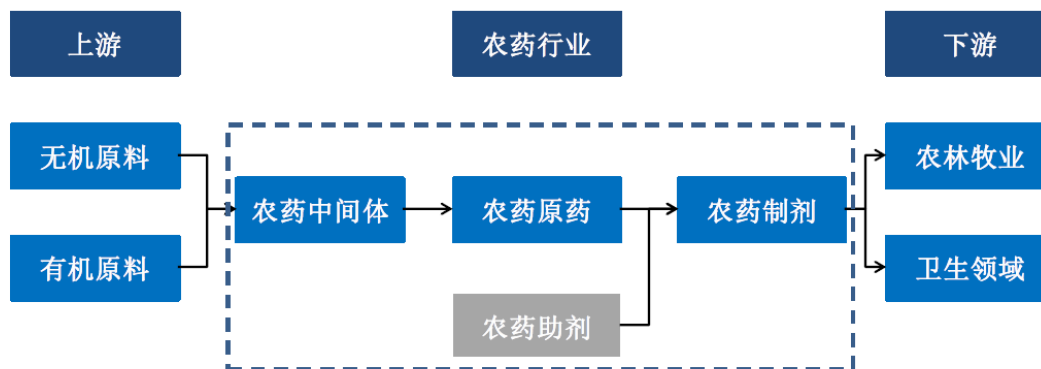 上游
农药行业
下游
无机原料
农林牧业
农药中间体
农药原药
农药制剂
有机原料
卫生领域
农药助剂